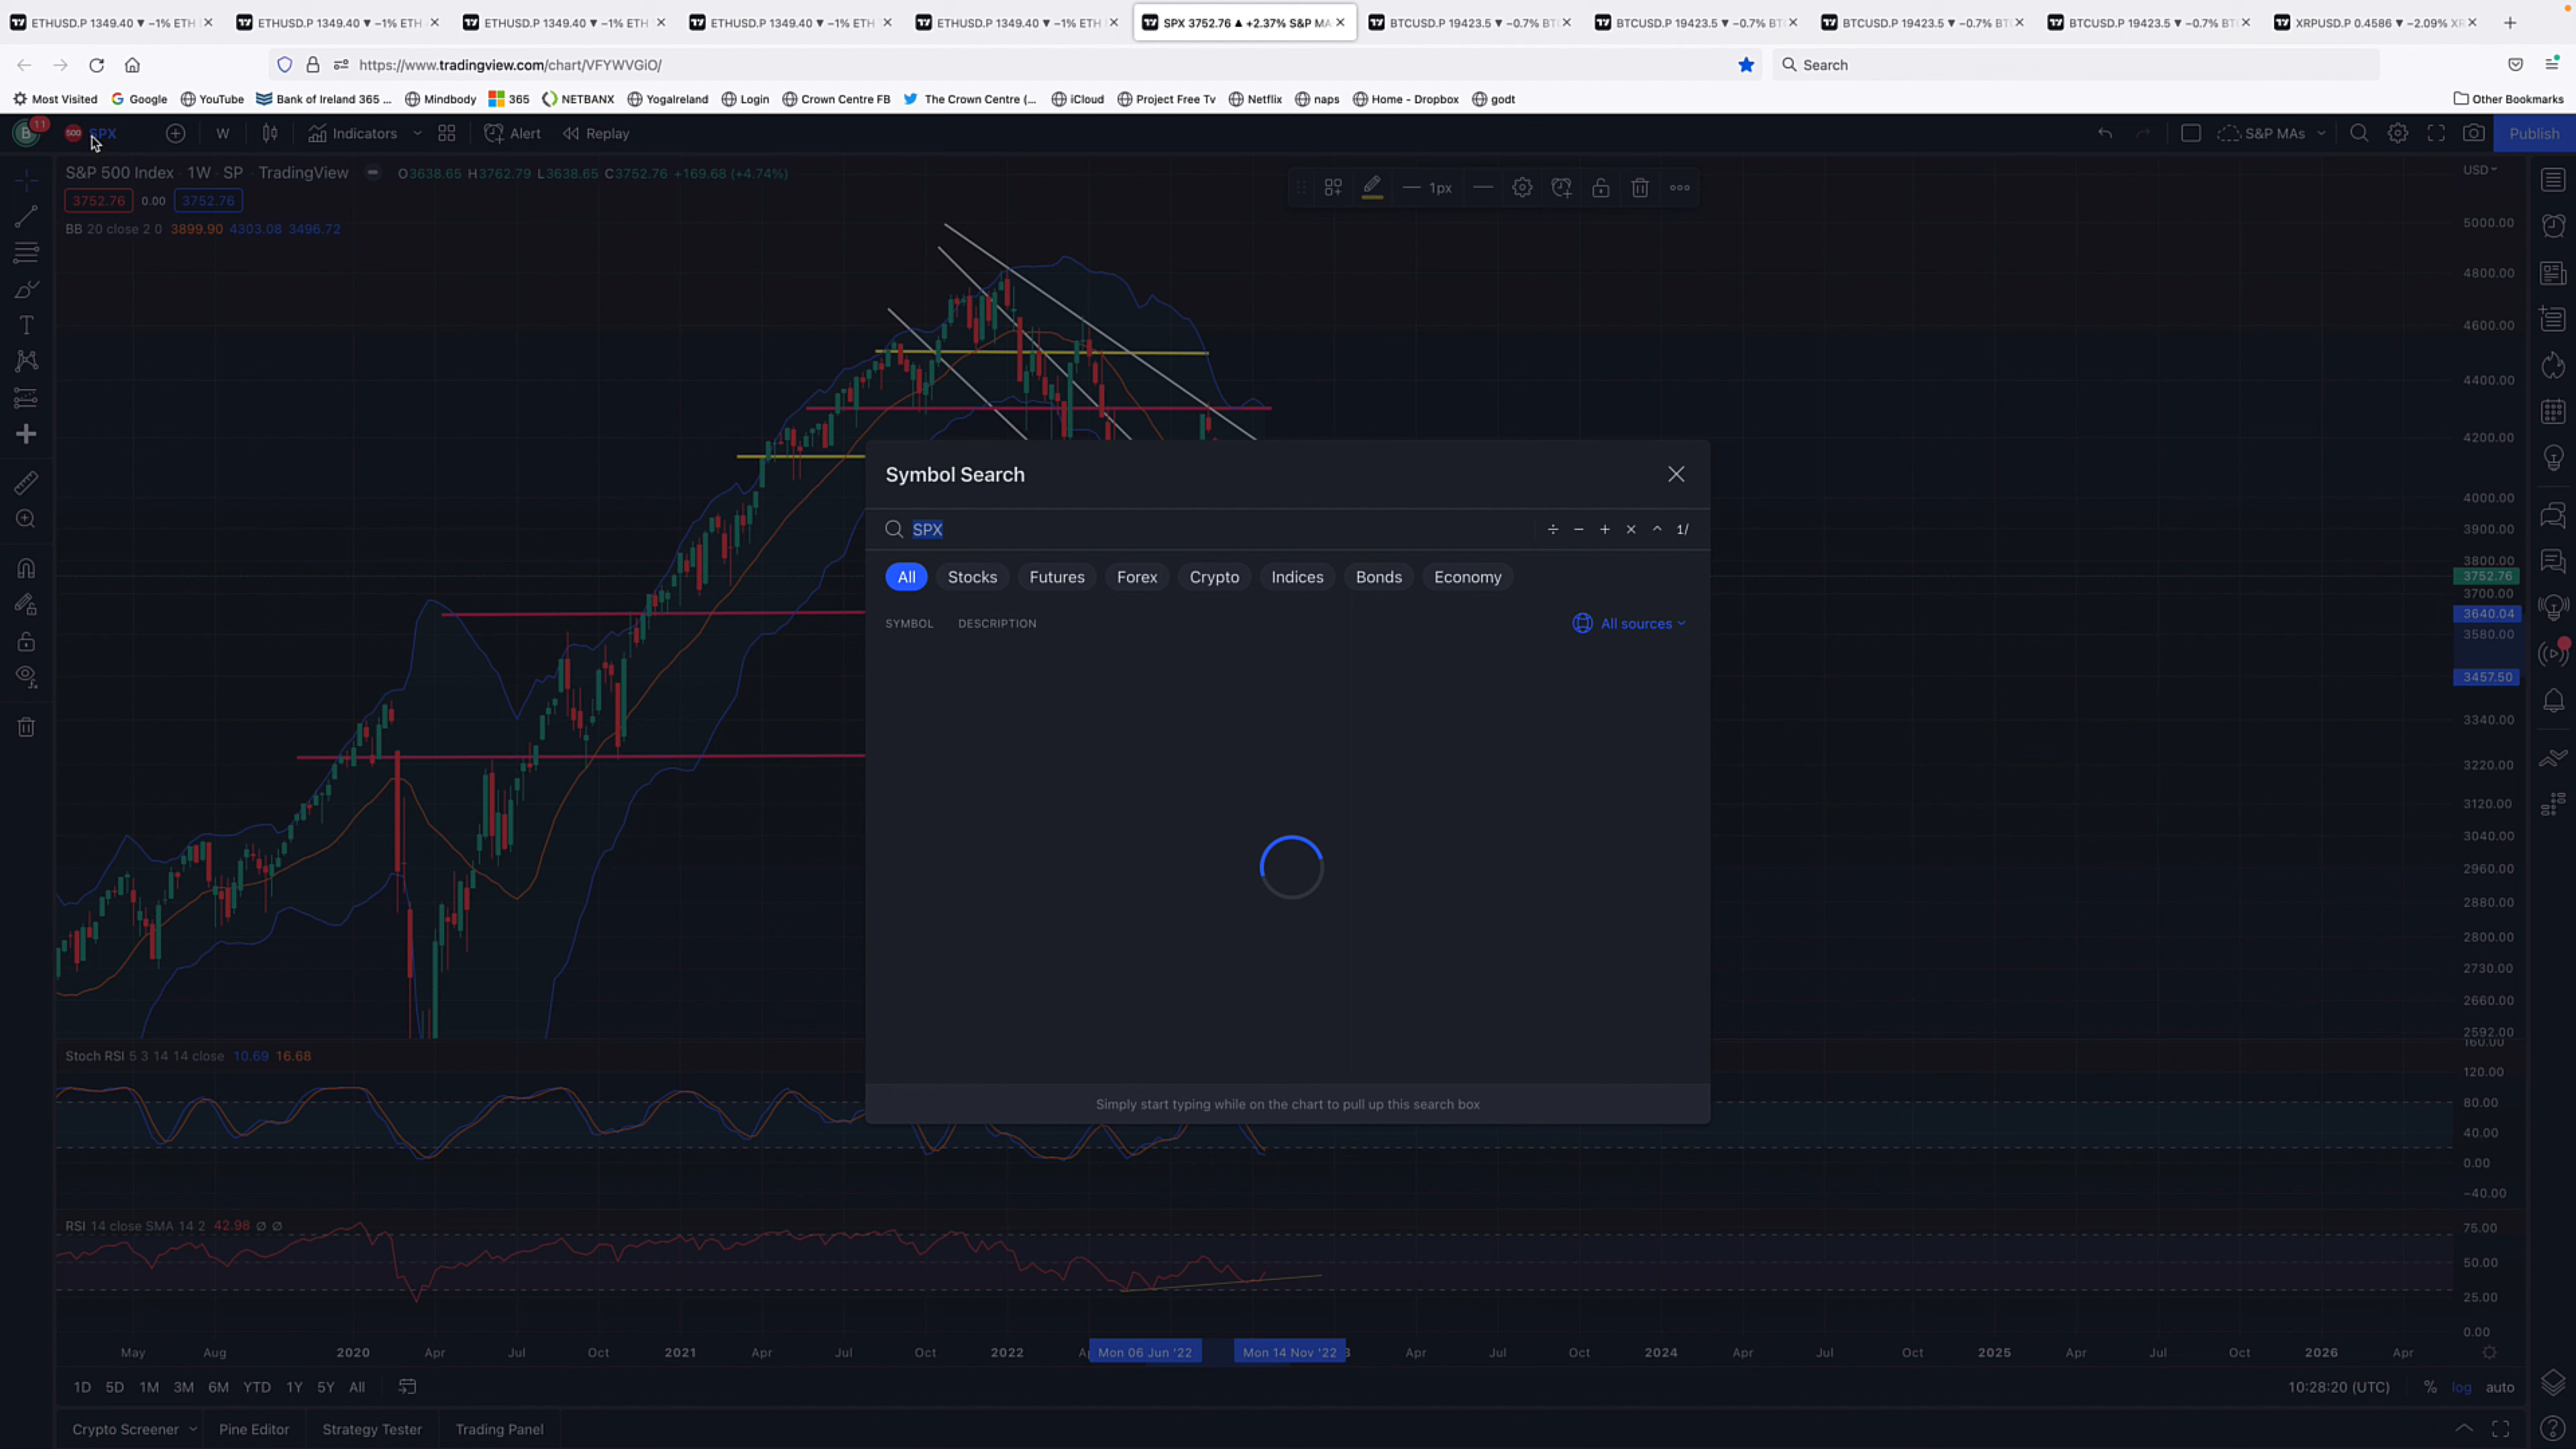 ETHUSD.P 1349.40 ▼ −1% ETH
ETHUSD.P 1349.40 ▼ −1% ETH
ETHUSD.P 1349.40 ▼ −1% ETH
ETHUSD.P 1349.40 ▼ −1% ETH
ETHUSD.P 1349.40 ▼ −1% ETH
SPX 3752.76 ▲ +2.37% S&P MA
BTCUSD.P 19423.5 ▼ −0.7% BT
BTCUSD.P 19423.5 ▼ −0.7% BT
BTCUSD.P 19423.5 ▼ −0.7% BT
BTCUSD.P 19423.5 ▼ −0.7% BT
XRPUSD.P 0.4586 ▼ −2.09% XR
https://www.tradingview.com/chart/VFYWVGiO/
Search
Most Visited
Google
YouTube
Bank of Ireland 365 ...
Mindbody
365
NETBANX
YogaIreland
Login
Crown Centre FB
The Crown Centre (...
iCloud
Project Free Tv
Netflix
naps
Home - Dropbox
godt
Other Bookmarks
B 11
500 SPX
W
Indicators
Alert
Replay
S&P MAs
Publish
S&P 500 Index · 1W · SP · TradingView
O3638.65 H3762.79 L3638.65 C3752.76 +169.68 (+4.74%)
1px
USD
3752.76 0.00 3752.76
BB 20 close 2 0 3899.90 4303.08 3496.72
5000.00
4800.00
4600.00
4400.00
4200.00
4000.00
3900.00
3800.00
3752.76
3700.00
3640.04
3580.00
3457.50
3340.00
3220.00
3120.00
3040.00
2960.00
2880.00
2800.00
2730.00
2660.00
2592.00
Symbol Search
SPX
÷ − + × ^ 1/
All
Stocks
Futures
Forex
Crypto
Indices
Bonds
Economy
SYMBOL
DESCRIPTION
All sources
Simply start typing while on the chart to pull up this search box
Stoch RSI 5 3 14 14 close 10.69 16.68
160.00
120.00
80.00
40.00
0.00
−40.00
RSI 14 close SMA 14 2 42.98 ∅ ∅
75.00
50.00
25.00
0.00
May Aug 2020 Apr Jul Oct 2021 Apr Jul Oct 2022 A Mon 06 Jun '22 Mon 14 Nov '22 3 Apr Jul Oct 2024 Apr Jul Oct 2025 Apr Jul Oct 2026 Apr
1D 5D 1M 3M 6M YTD 1Y 5Y All
10:28:20 (UTC)
% log auto
Crypto Screener
Pine Editor
Strategy Tester
Trading Panel